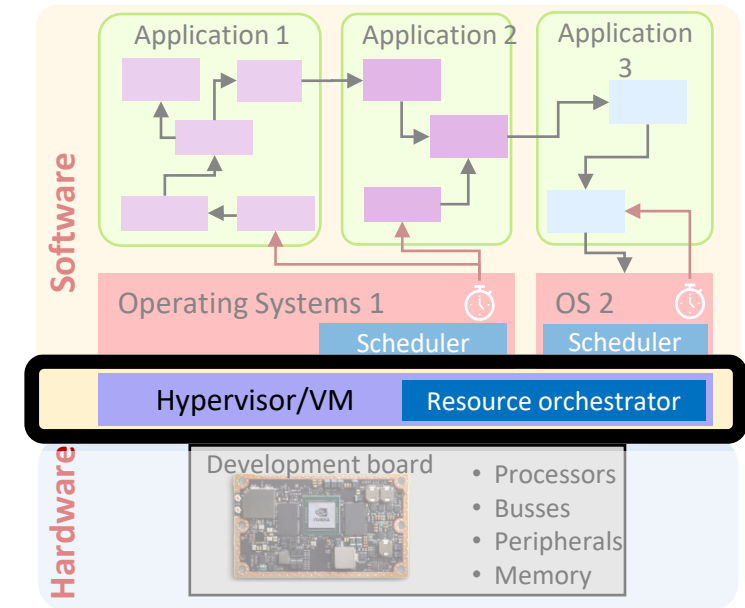 Application 1
Application 2
Application
3
Software
Operating Systems 1
OS 2
Scheduler
Scheduler
Hypervisor/VM
Resource orchestrator
Hardware
Development board
• Processors
• Busses
• Peripherals
• Memory
NVIDIA